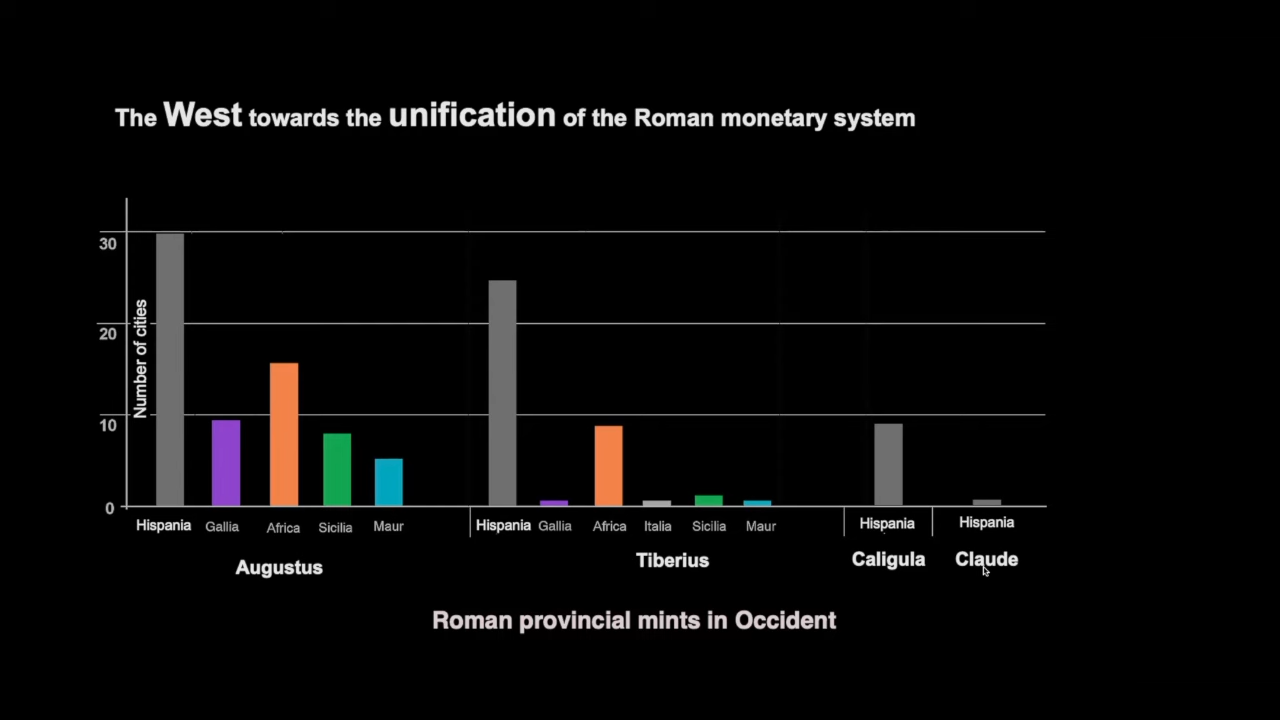 The West towards the unification of the Roman monetary system
30
20
10
0
Number of cities
Hispania Gallia Africa Sicilia Maur
Hispania Gallia Africa Italia Sicilia Maur
Hispania
Hispania
Augustus
Tiberius
Caligula
Claude
Roman provincial mints in Occident